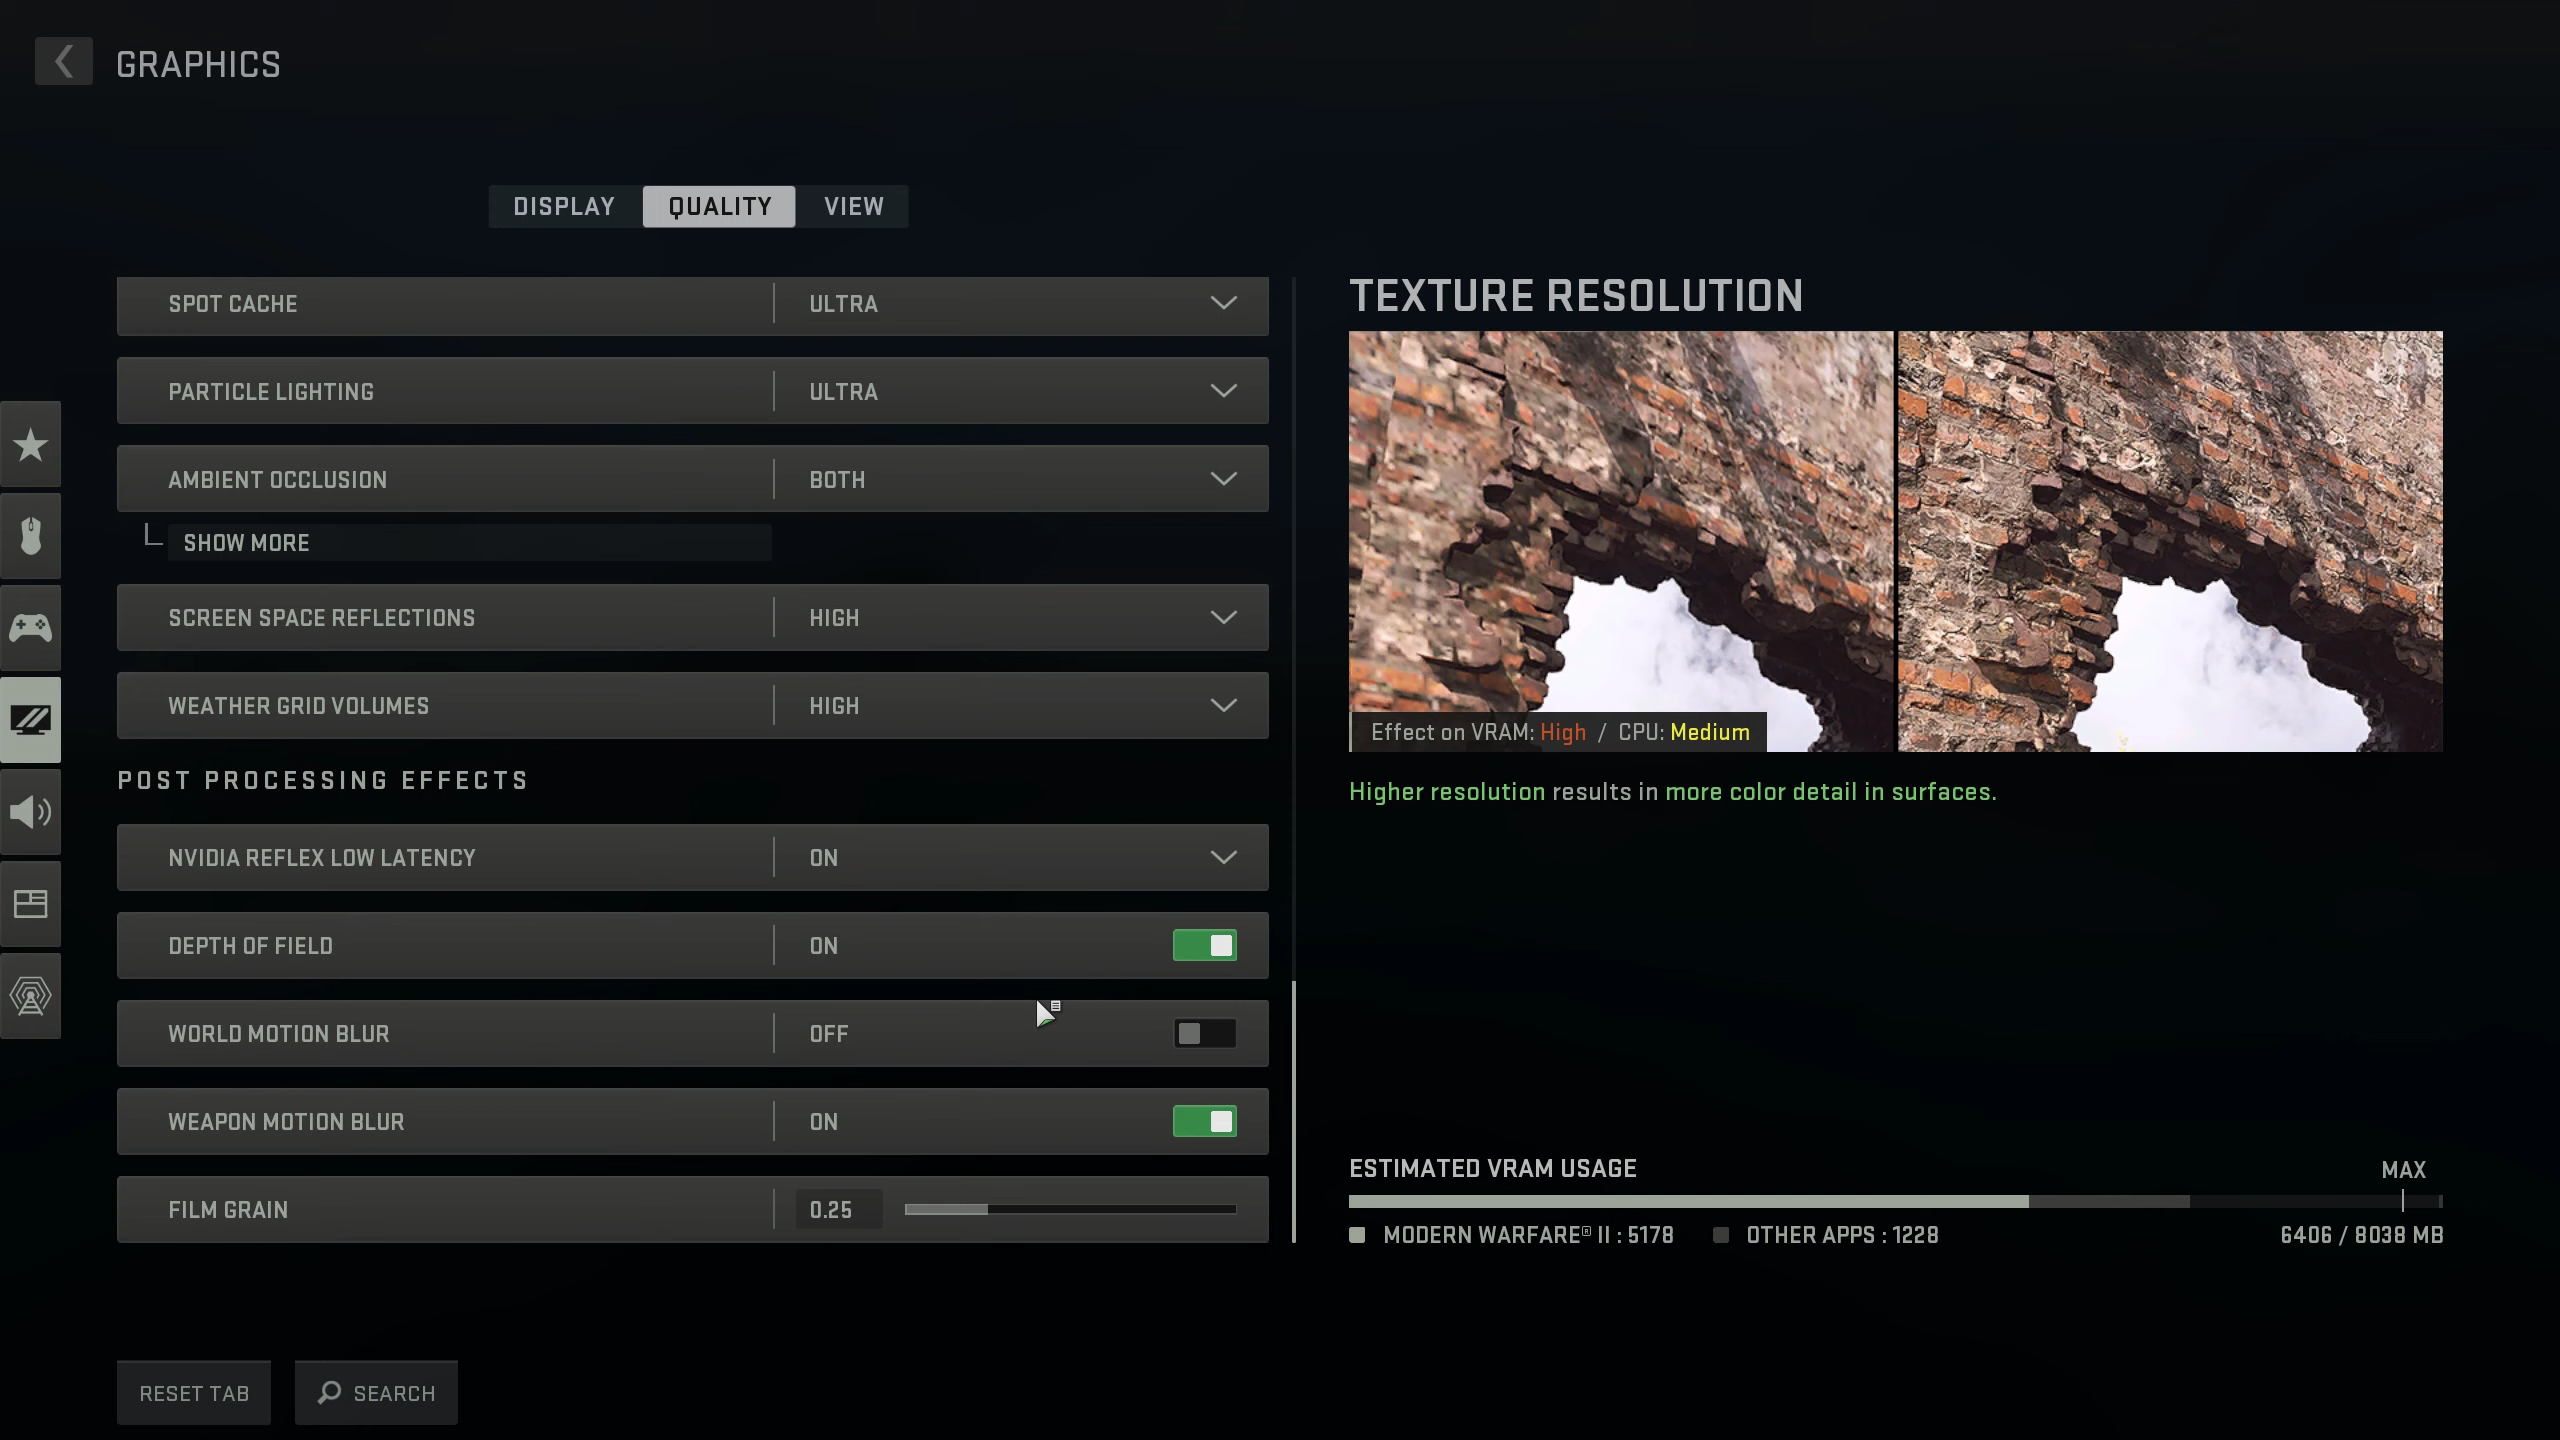 GRAPHICS
DISPLAY QUALITY VIEW
SPOT CACHE ULTRA
PARTICLE LIGHTING ULTRA
AMBIENT OCCLUSION BOTH
SHOW MORE
SCREEN SPACE REFLECTIONS HIGH
WEATHER GRID VOLUMES HIGH
POST PROCESSING EFFECTS
NVIDIA REFLEX LOW LATENCY ON
DEPTH OF FIELD ON
WORLD MOTION BLUR OFF
WEAPON MOTION BLUR ON
FILM GRAIN 0.25
TEXTURE RESOLUTION
Effect on VRAM: High / CPU: Medium
Higher resolution results in more color detail in surfaces.
ESTIMATED VRAM USAGE MAX
MODERN WARFARE® II : 5178 OTHER APPS : 1228 6406 / 8038 MB
RESET TAB SEARCH